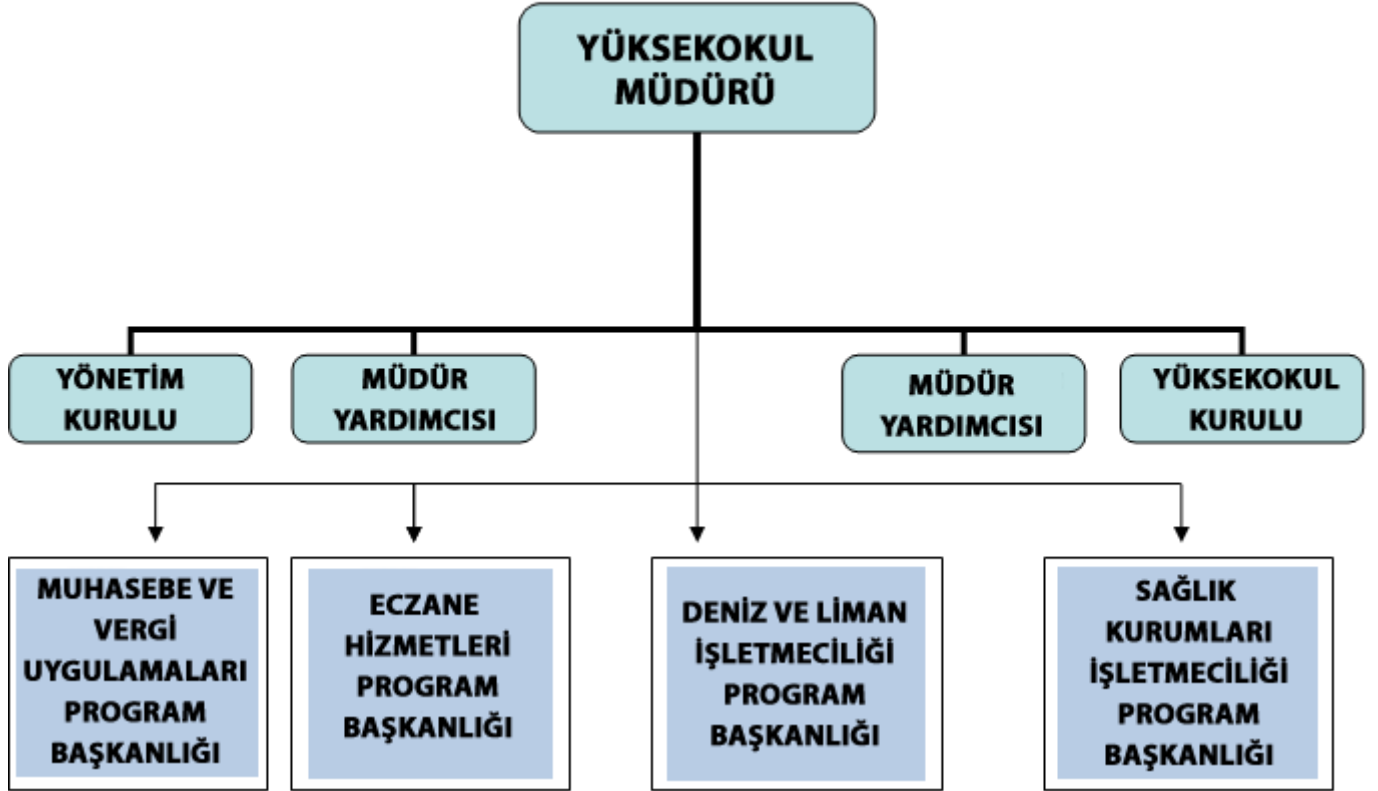 YÜKSEKOKUL
MÜDÜRÜ
YÖNETİM
KURULU
MÜDÜR
YARDIMCISI
MÜDÜR
YARDIMCISI
YÜKSEKOKUL
KURULU
MUHASEBE VE
VERGİ
UYGULAMALARI
PROGRAM
BAŞKANLIĞI
ECZANE
HİZMETLERİ
PROGRAM
BAŞKANLIĞI
DENİZ VE LİMAN
İŞLETMECİLİĞİ
PROGRAM
BAŞKANLIĞI
SAĞLIK
KURUMLARI
İŞLETMECİLİĞİ
PROGRAM
BAŞKANLIĞI